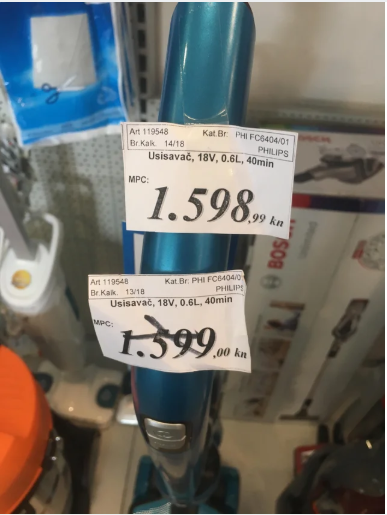 Art 119548 Kat.Br: PHI FC6404/01
Br.Kalk. 14/18 PHILIPS
Usisavač, 18V, 0.6L, 40min
MPC:
1.598,99 kn
Art 119548 Kat.Br: PHI FC6404/0
Br.Kalk. 13/18 PHILIPS
Usisavač, 18V, 0.6L, 40min
MPC:
1.599,00 kn
BOSCH